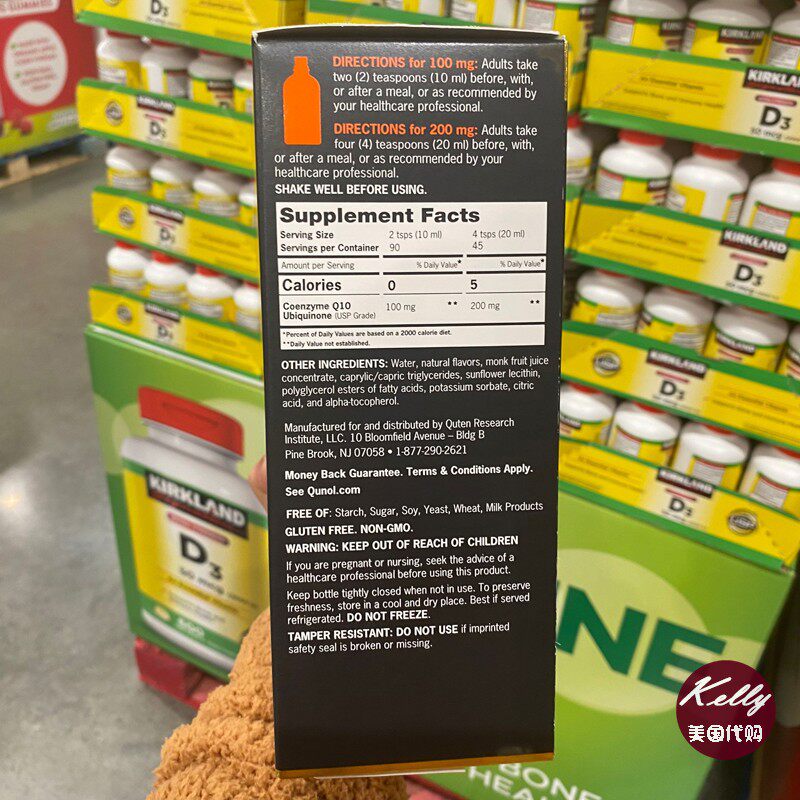 DIRECTIONS for 100 mg: Adults take
two (2) teaspoons (10 ml) before, with,
or after a meal, or as recommended by
your healthcare professional.
DIRECTIONS for 200 mg: Adults take
four (4) teaspoons (20 ml) before, with,
or after a meal, or as recommended by your
healthcare professional.
SHAKE WELL BEFORE USING.
Supplement Facts
Serving Size 2 tsps (10 ml) 4 tsps (20 ml)
Servings per Container 90 45
Amount per Serving % Daily Value* % Daily Value*
Calories 0 5
Coenzyme Q10 100 mg ** 200 mg **
Ubiquinone (USP Grade)
*Percent of Daily Values are based on a 2000 calorie diet.
**Daily Value not established.
OTHER INGREDIENTS: Water, natural flavors, monk fruit juice
concentrate, caprylic/capric triglycerides, sunflower lecithin,
polyglycerol esters of fatty acids, potassium sorbate, citric
acid, and alpha-tocopherol.
Manufactured for and distributed by Quten Research
Institute, LLC. 10 Bloomfield Avenue – Bldg B
Pine Brook, NJ 07058 • 1-877-290-2621
Money Back Guarantee. Terms & Conditions Apply.
See Qunol.com
FREE OF: Starch, Sugar, Soy, Yeast, Wheat, Milk Products
GLUTEN FREE. NON-GMO.
WARNING: KEEP OUT OF REACH OF CHILDREN
If you are pregnant or nursing, seek the advice of a
healthcare professional before using this product.
Keep bottle tightly closed when not in use. To preserve
freshness, store in a cool and dry place. Best if served
refrigerated. DO NOT FREEZE.
TAMPER RESISTANT: DO NOT USE if imprinted
safety seal is broken or missing.
KIRKLAND
D3
KIRKLAND
D3
KIRKLAND
D3
KIRKLAND
D3
BONE
Kelly
美国代购